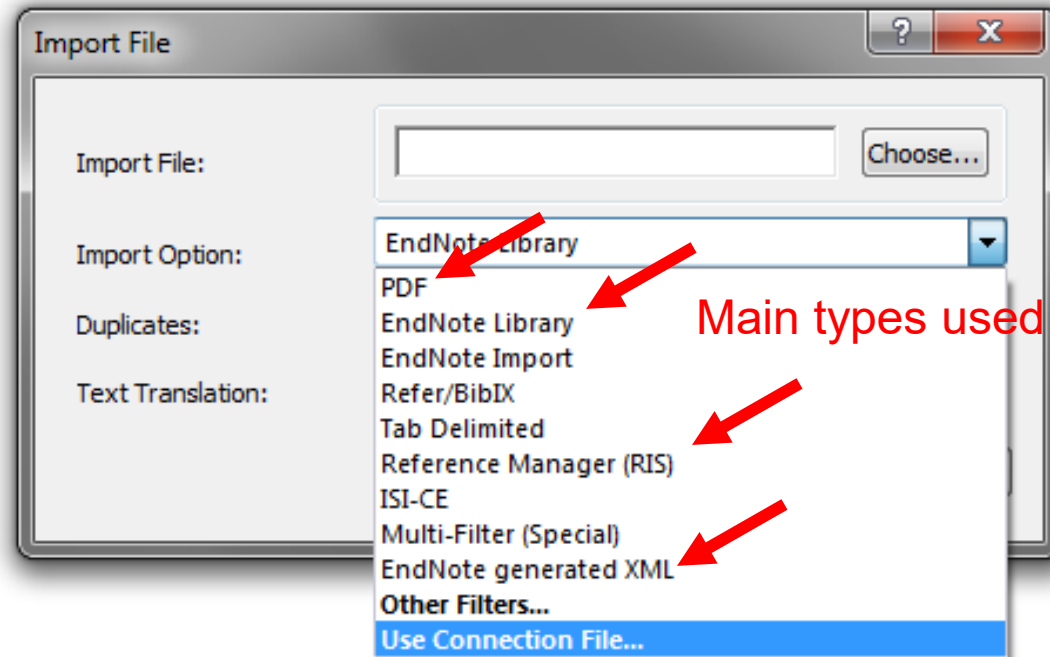 Import File
?
Import File:
Choose...
Import Option:
EndNote Library
PDF
EndNote Library
Main types used
Duplicates:
EndNote Import
Text Translation:
Refer/BibIX
Tab Delimited
Reference Manager (RIS)
ISI-CE
Multi-Filter (Special)
EndNote generated XML
Other Filters...
Use Connection File...